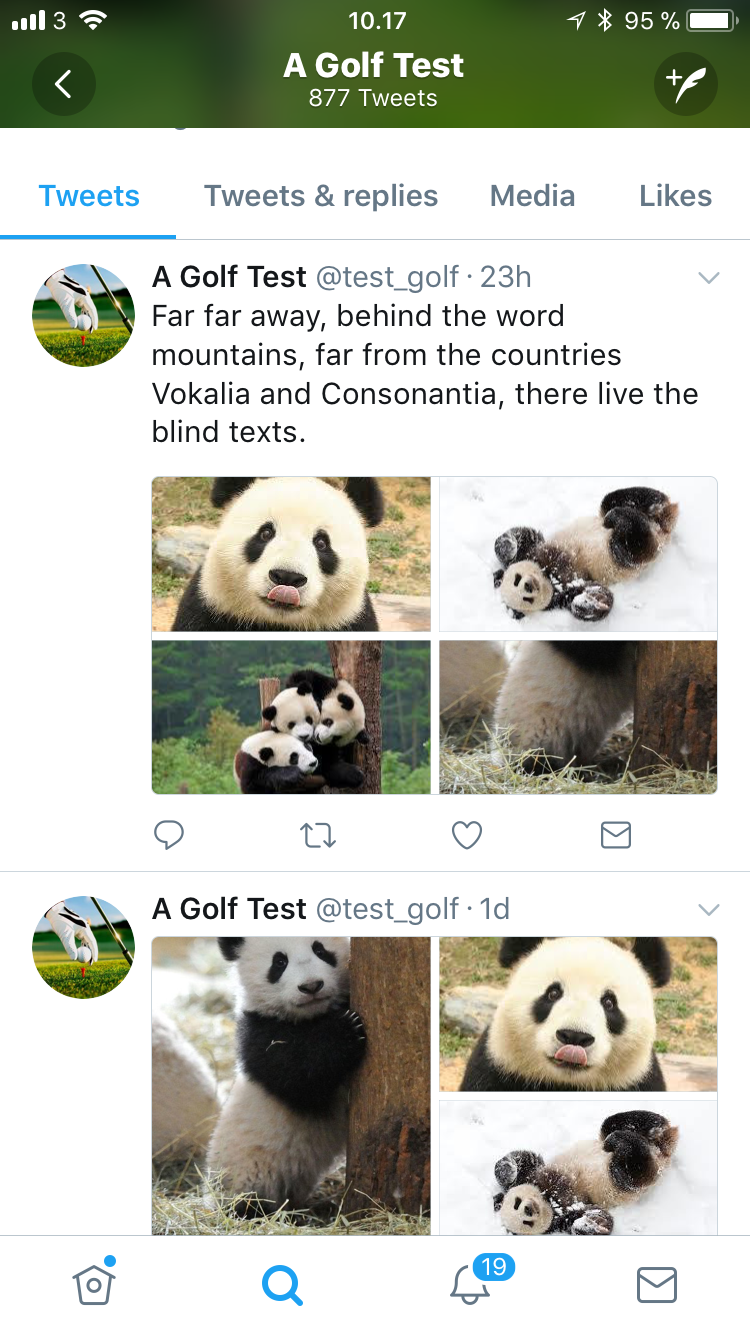 3 10.17 95 %
A Golf Test
877 Tweets
Tweets Tweets & replies Media Likes
A Golf Test @test_golf · 23h
Far far away, behind the word
mountains, far from the countries
Vokalia and Consonantia, there live the
blind texts.
A Golf Test @test_golf · 1d
19